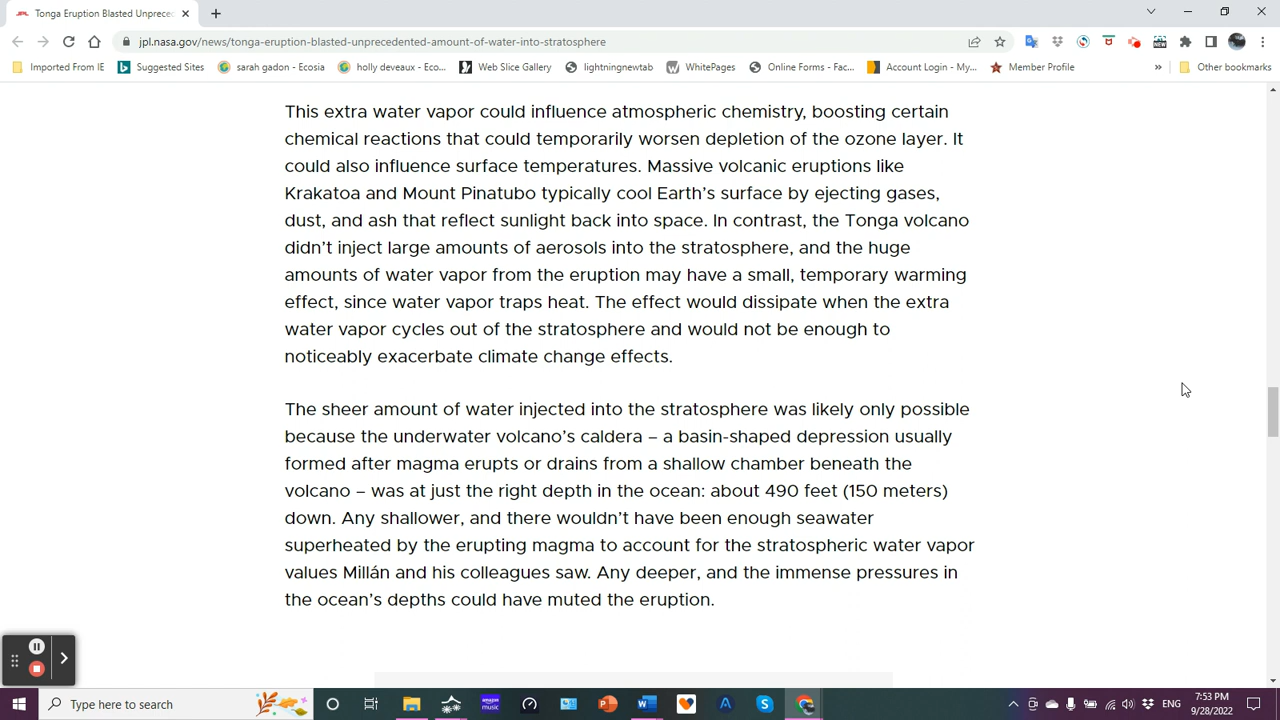 Tonga Eruption Blasted Unprecec
jpl.nasa.gov/news/tonga-eruption-blasted-unprecedented-amount-of-water-into-stratosphere
Imported From IE
Suggested Sites
sarah gadon - Ecosia
holly deveaux - Eco...
Web Slice Gallery
lightningnewtab
WhitePages
Online Forms - Fac...
Account Login - My...
Member Profile
»
Other bookmarks
This extra water vapor could influence atmospheric chemistry, boosting certain
chemical reactions that could temporarily worsen depletion of the ozone layer. It
could also influence surface temperatures. Massive volcanic eruptions like
Krakatoa and Mount Pinatubo typically cool Earth’s surface by ejecting gases,
dust, and ash that reflect sunlight back into space. In contrast, the Tonga volcano
didn’t inject large amounts of aerosols into the stratosphere, and the huge
amounts of water vapor from the eruption may have a small, temporary warming
effect, since water vapor traps heat. The effect would dissipate when the extra
water vapor cycles out of the stratosphere and would not be enough to
noticeably exacerbate climate change effects.
The sheer amount of water injected into the stratosphere was likely only possible
because the underwater volcano’s caldera – a basin-shaped depression usually
formed after magma erupts or drains from a shallow chamber beneath the
volcano – was at just the right depth in the ocean: about 490 feet (150 meters)
down. Any shallower, and there wouldn’t have been enough seawater
superheated by the erupting magma to account for the stratospheric water vapor
values Millán and his colleagues saw. Any deeper, and the immense pressures in
the ocean’s depths could have muted the eruption.
Type here to search
ENG
7:53 PM
9/28/2022